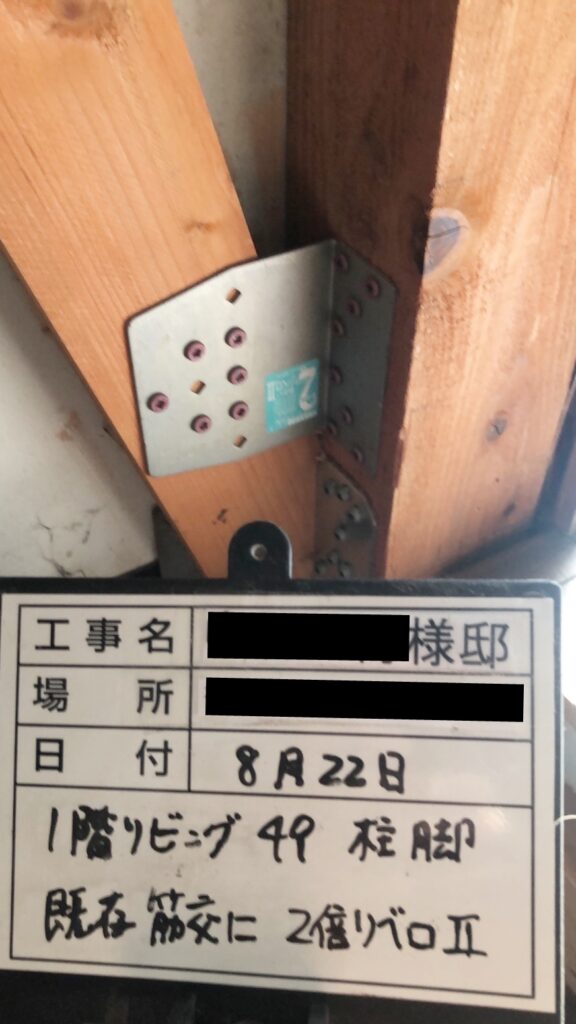 2
工事名 様邸
場所
日付 8月22日
1階リビング 49 柱脚
既存筋交に 2倍リベロⅡ